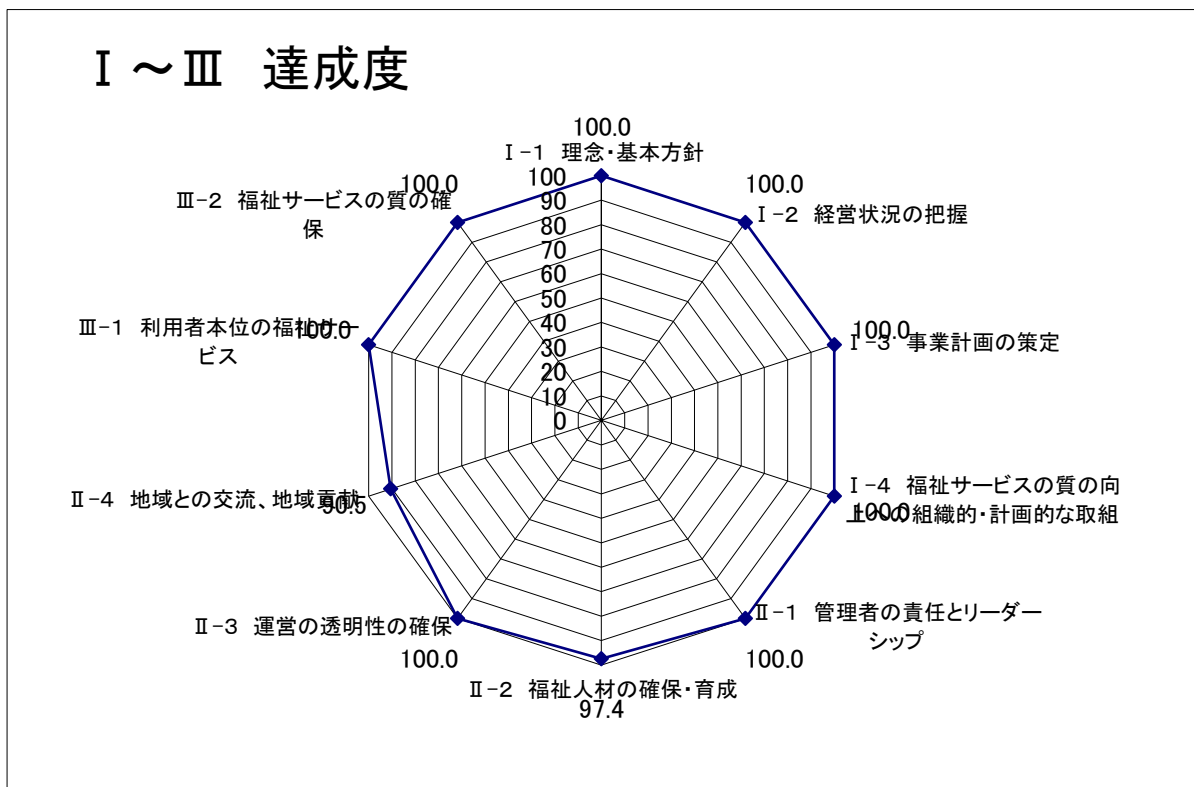 Ⅰ～Ⅲ 達成度
100.0
Ⅰ-1 理念・基本方針
100.0
Ⅰ-2 経営状況の把握
100.0
Ⅰ-3 事業計画の策定
Ⅰ-4 福祉サービスの質の向
上への組織的・計画的な取組
100.0
Ⅱ-1 管理者の責任とリーダー
シップ
100.0
Ⅱ-2 福祉人材の確保・育成
97.4
Ⅱ-3 運営の透明性の確保
100.0
Ⅱ-4 地域との交流、地域貢献
90.5
Ⅲ-1 利用者本位の福祉サー
ビス
100.0
Ⅲ-2 福祉サービスの質の確
保
100.0
100
90
80
70
60
50
40
30
20
10
0